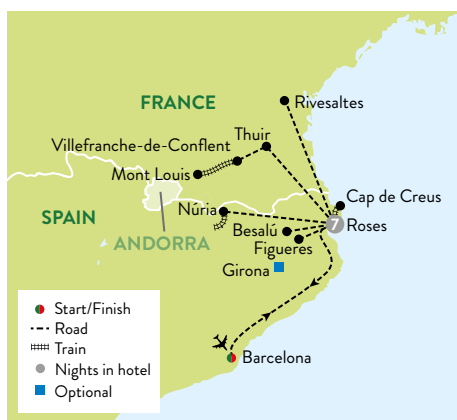 FRANCE
Rivesaltes
Thuir
Villefranche-de-Conflent
Mont Louis
Cap de Creus
SPAIN
Núria
7
Roses
ANDORRA
Besalú
Figueres
Girona
Start/Finish
Road
Train
Nights in hotel
Optional
Barcelona